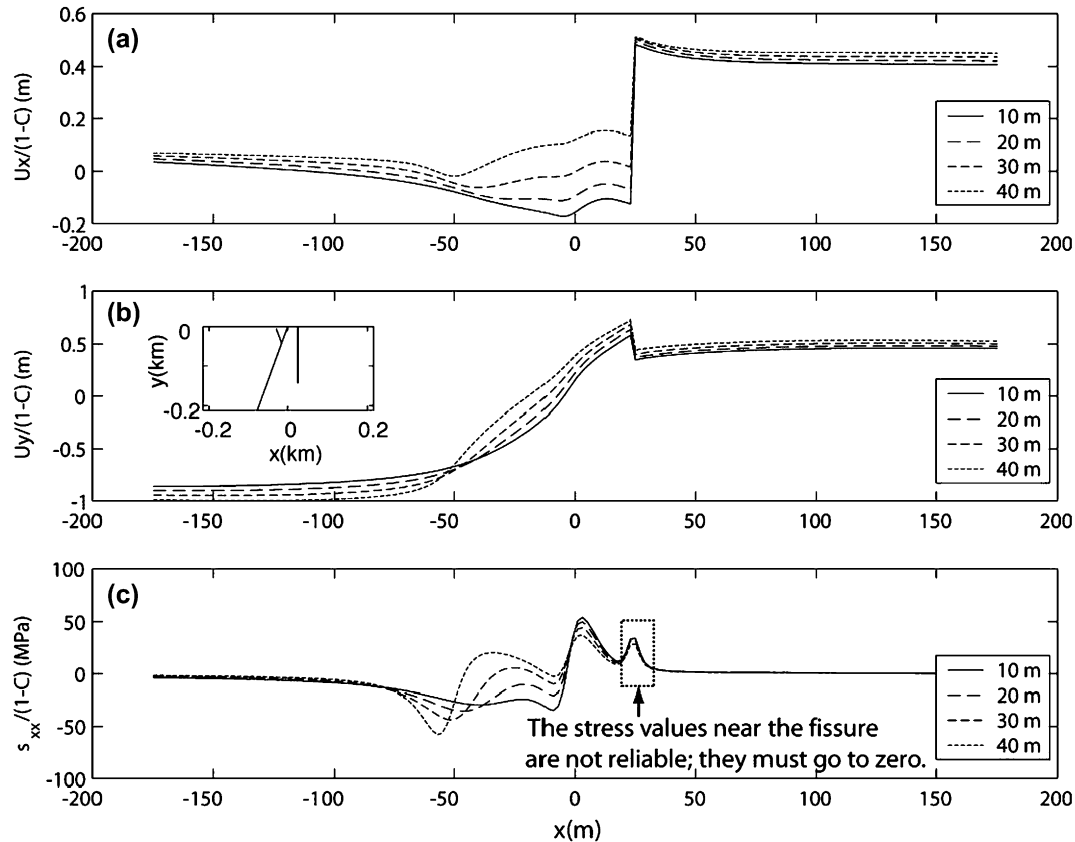 (a)
Ux/(1-C) (m)
0.6
0.4
0.2
0
-0.2
-200 -150 -100 -50 0 50 100 150 200
10 m
20 m
30 m
40 m
(b)
Uy/(1-C) (m)
1
0.5
0
-0.5
-1
-200 -150 -100 -50 0 50 100 150 200
y(km)
0
-0.2
-0.2 0 0.2
x(km)
10 m
20 m
30 m
40 m
(c)
s xx/(1-C) (MPa)
100
50
0
-50
-100
-200 -150 -100 -50 0 50 100 150 200
x(m)
The stress values near the fissure
are not reliable; they must go to zero.
10 m
20 m
30 m
40 m